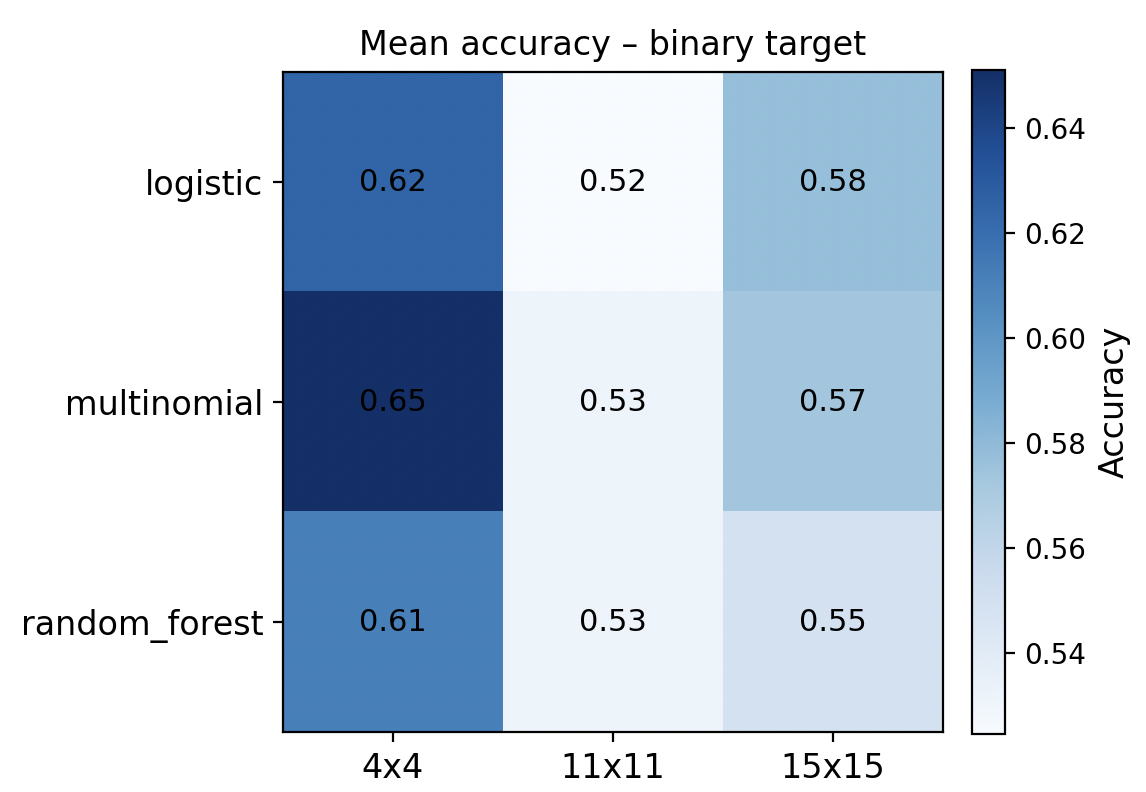 Mean accuracy – binary target
logistic
0.62
0.52
0.58
multinomial
0.65
0.53
0.57
random_forest
0.61
0.53
0.55
4x4
11x11
15x15
0.64
0.62
0.60
0.58
0.56
0.54
Accuracy